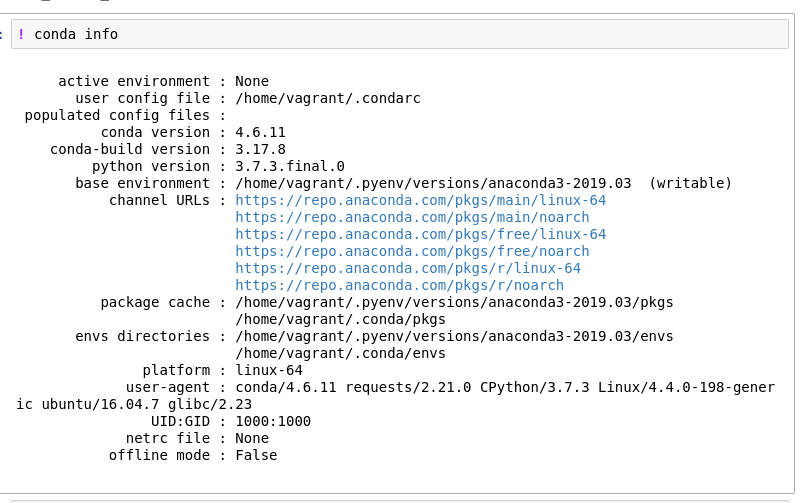 ! conda info
active environment : None
user config file : /home/vagrant/.condarc
populated config files :
conda version : 4.6.11
conda-build version : 3.17.8
python version : 3.7.3.final.0
base environment : /home/vagrant/.pyenv/versions/anaconda3-2019.03  (writable)
channel URLs : https://repo.anaconda.com/pkgs/main/linux-64
https://repo.anaconda.com/pkgs/main/noarch
https://repo.anaconda.com/pkgs/free/linux-64
https://repo.anaconda.com/pkgs/free/noarch
https://repo.anaconda.com/pkgs/r/linux-64
https://repo.anaconda.com/pkgs/r/noarch
package cache : /home/vagrant/.pyenv/versions/anaconda3-2019.03/pkgs
/home/vagrant/.conda/pkgs
envs directories : /home/vagrant/.pyenv/versions/anaconda3-2019.03/envs
/home/vagrant/.conda/envs
platform : linux-64
user-agent : conda/4.6.11 requests/2.21.0 CPython/3.7.3 Linux/4.4.0-198-gener
ic ubuntu/16.04.7 glibc/2.23
UID:GID : 1000:1000
netrc file : None
offline mode : False